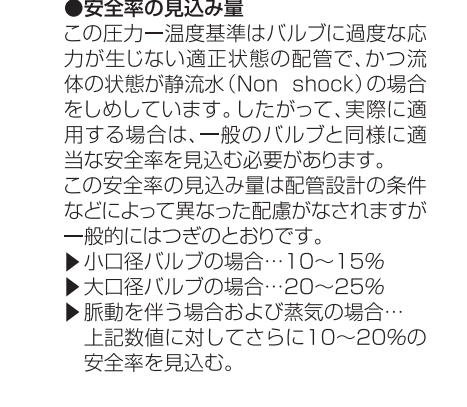 ●安全率の見込み量
この圧力ー温度基準はバルブに過度な応
力が生じない適正状態の配管で、かつ流
体の状態が静流水（Non shock）の場合
をしめしています。したがって、実際に適
用する場合は、一般のバルブと同様に適
当な安全率を見込む必要があります。
この安全率の見込み量は配管設計の条件
などによって異なった配慮がなされますが
一般的にはつぎのとおりです。
▶小口径バルブの場合…10〜15%
▶大口径バルブの場合…20〜25%
▶脈動を伴う場合および蒸気の場合…
上記数値に対してさらに10〜20%の
安全率を見込む。